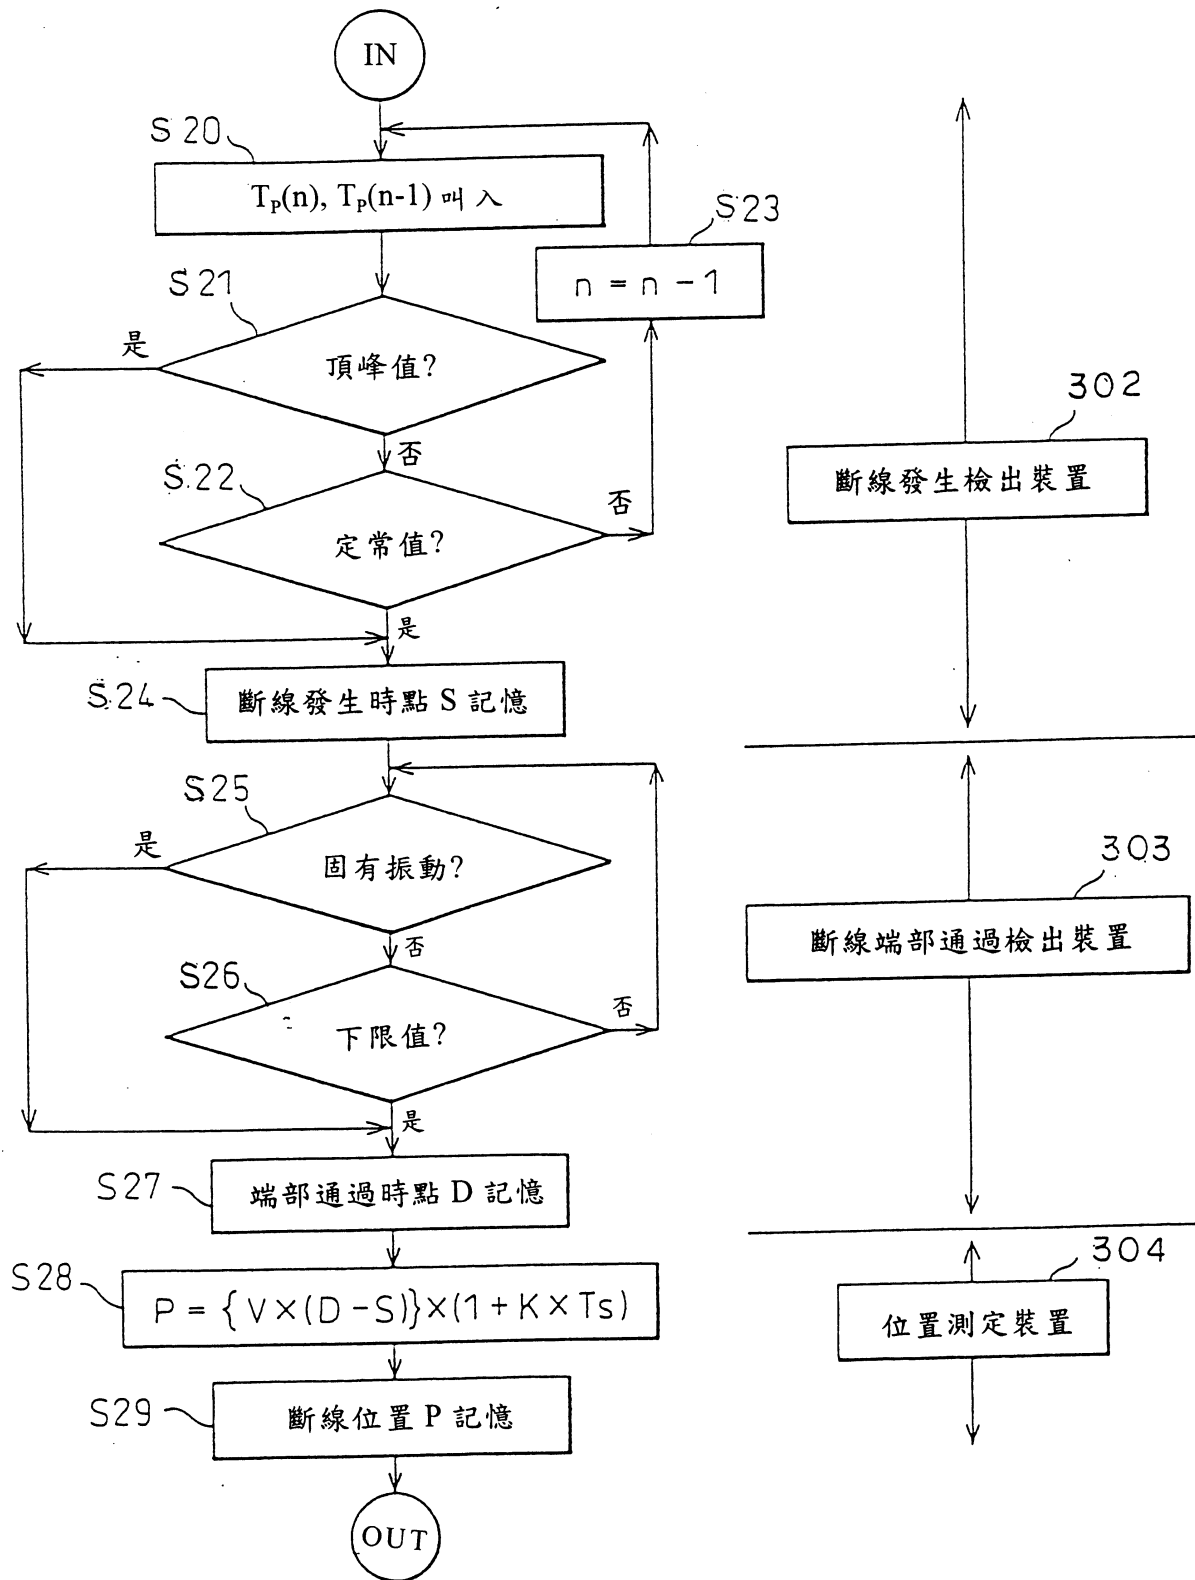 IN
S20
T_P(n), T_P(n-1) 叫入
S23
n = n - 1
S21
是
頂峰值?
302
否
S22
否
斷線發生檢出裝置
定常值?
是
S24
斷線發生時點 S 記憶
S25
是
固有振動?
303
斷線端部通過檢出裝置
否
S26
否
下限值?
是
S27
端部通過時點 D 記憶
304
S28
P = {V×(D-S)}×(1+K×Ts)
位置測定裝置
S29
斷線位置 P 記憶
OUT